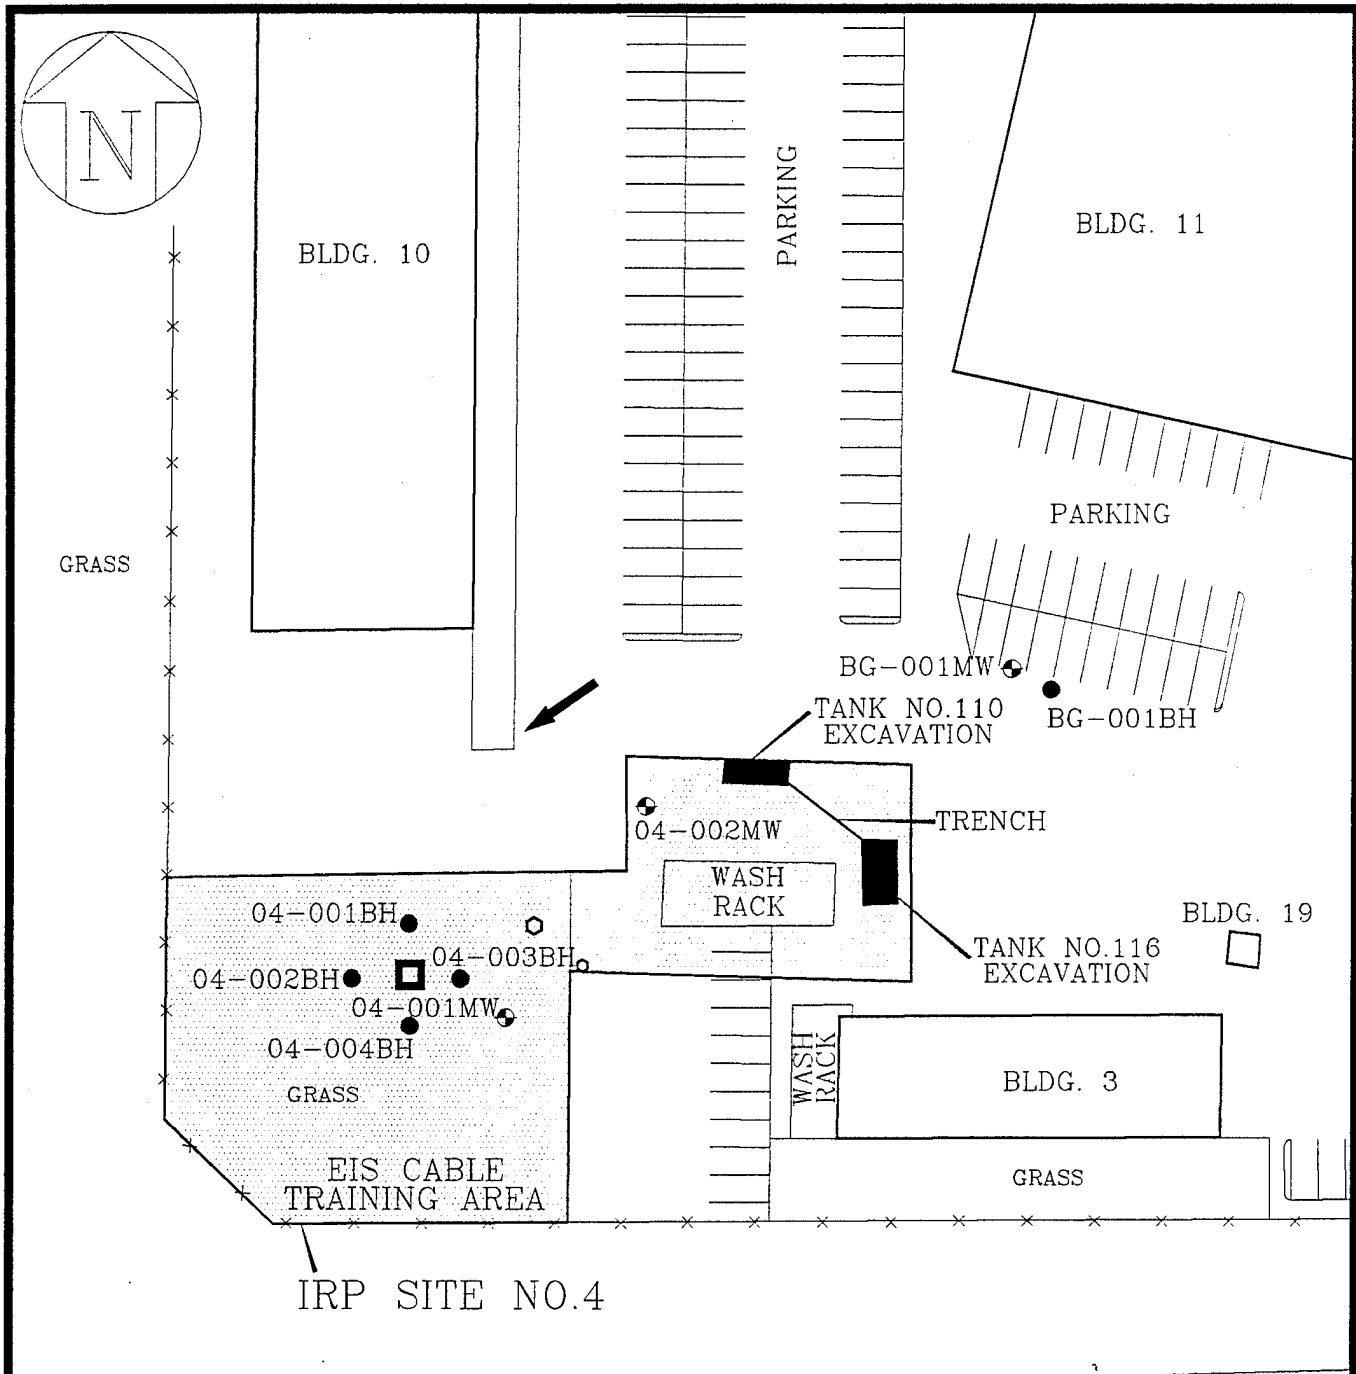 N
BLDG. 10
PARKING
BLDG. 11
PARKING
GRASS
BG-001MW
BG-001BH
TANK NO.110
EXCAVATION
TRENCH
04-002MW
WASH
RACK
04-001BH
BLDG. 19
04-003BH
TANK NO.116
EXCAVATION
04-002BH
04-001MW
04-004BH
WASH
RACK
BLDG. 3
GRASS
EIS CABLE
TRAINING AREA
GRASS
IRP SITE NO.4